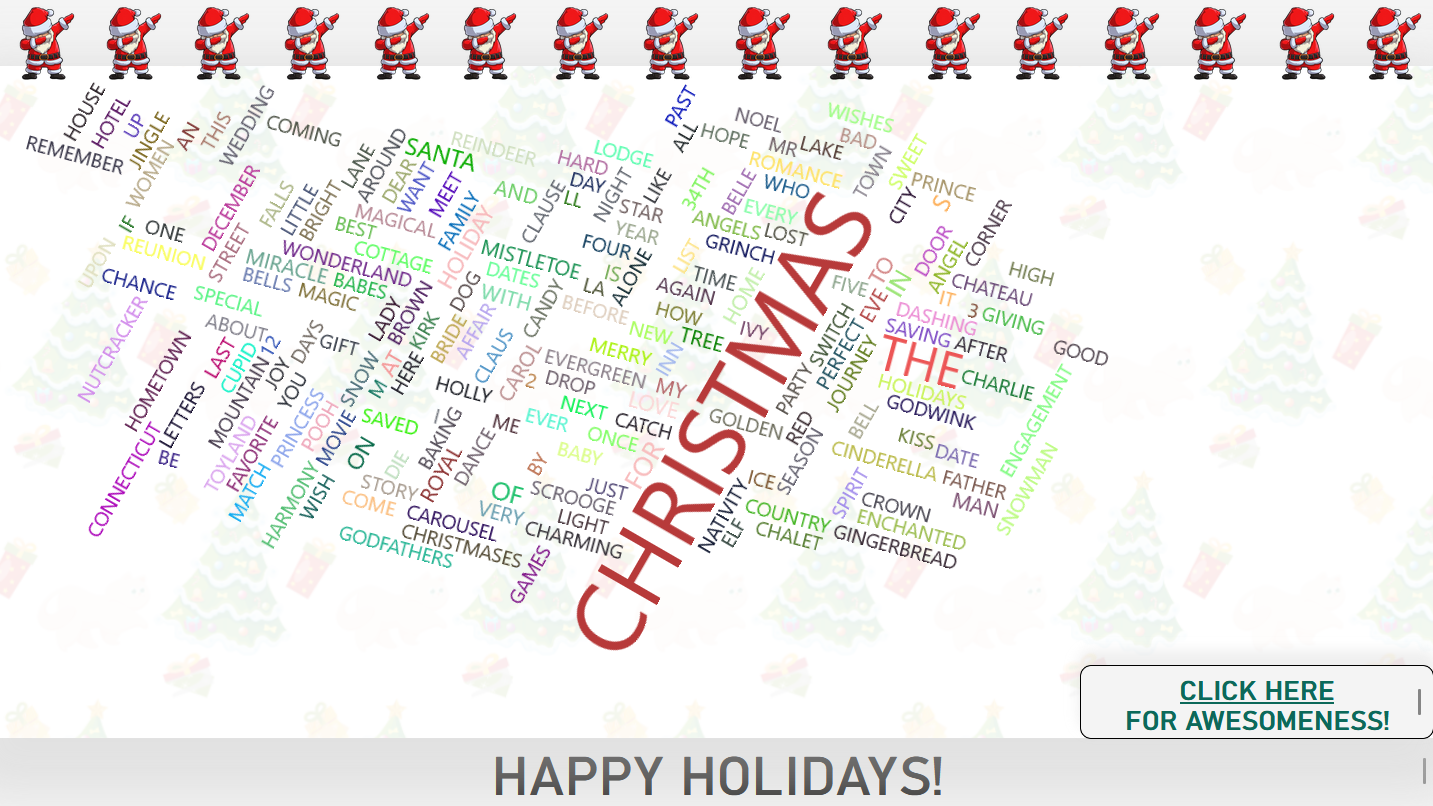 REMEMBER
HOUSE
HOTEL
UP
JINGLE
WOMEN
AN
THIS
WEDDING
COMING
LANE
AROUND
DEAR
SANTA
REINDEER
WANT
MEET
FAMILY
HOLIDAY
AND
HARD
LODGE
DAY
LL
CLAUSE
NIGHT
LIKE
STAR
YEAR
PAST
ALL
HOPE
NOEL
MR
LAKE
WISHES
BAD
ROMANCE
WHO
34TH
BELLE
EVERY
ANGELS
LOST
TOWN
SWEET
CITY
PRINCE
S
CORNER
IF
ONE
REUNION
UPON
DECEMBER
STREET
FALLS
LITTLE
BRIGHT
MAGICAL
BEST
COTTAGE
WONDERLAND
MIRACLE
BABES
BELLS
MAGIC
CHANCE
SPECIAL
NUTCRACKER
MISTLETOE
DATES
WITH
DOG
FOUR
IS
LA
ALONE
CANDY
BEFORE
LIST
GRINCH
TIME
AGAIN
HOME
HOW
NEW
TREE
IVY
FIVE
EVE
TO
IN
DOOR
ANGEL
CHATEAU
HIGH
IT
3
GIVING
DASHING
SAVING
AFTER
GOOD
THE
CHARLIE
HOLIDAYS
GODWINK
ABOUT
12
LAST
CUPID
MOUNTAIN
JOY
DAYS
GIFT
YOU
LADY
BROWN
KIRK
BRIDE
AFFAIR
CLAUS
HERE
AT
M
SNOW
HOMETOWN
LETTERS
BE
CONNECTICUT
TOYLAND
FAVORITE
MATCH
PRINCESS
POOH
MOVIE
HARMONY
WISH
ON
SAVED
DIE
STORY
COME
HOLLY
_
BAKING
ROYAL
DANCE
CAROL
2
DROP
EVERGREEN
MERRY
INN
MY
LOVE
ME
EVER
NEXT
CATCH
ONCE
BABY
BY
FOR
CHRISTMAS
GOLDEN
PARTY
SWITCH
PERFECT
JOURNEY
RED
SEASON
BELL
KISS
DATE
CINDERELLA
FATHER
MAN
ENGAGEMENT
SNOWMAN
OF
JUST
SCROOGE
VERY
LIGHT
CHARMING
CAROUSEL
CHRISTMASES
GODFATHERS
GAMES
ICE
NATIVITY
ELF
COUNTRY
CHALET
SPIRIT
CROWN
ENCHANTED
GINGERBREAD
CLICK HERE
FOR AWESOMENESS!
HAPPY HOLIDAYS!